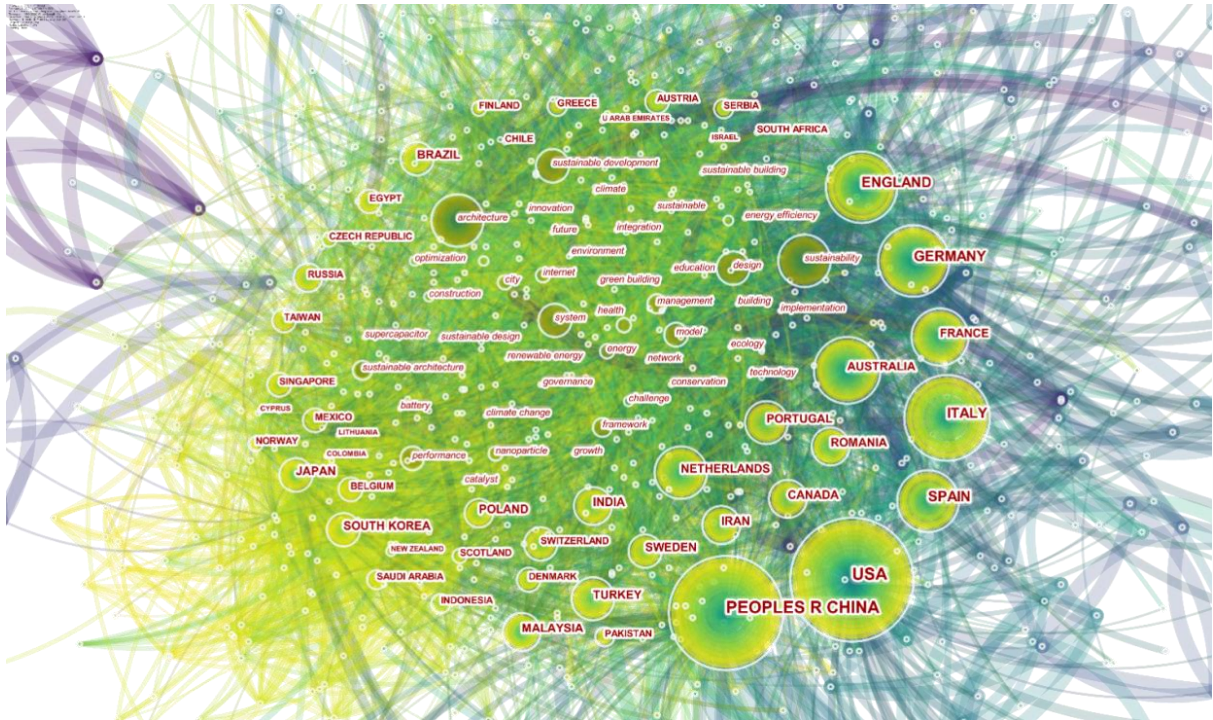 FINLAND
GREECE
AUSTRIA
SERBIA
U ARAB EMIRATES
CHILE
ISRAEL
SOUTH AFRICA
BRAZIL
sustainable development
sustainable building
ENGLAND
climate
EGYPT
innovation
sustainable
architecture
energy efficiency
future
integration
CZECH REPUBLIC
environment
optimization
GERMANY
sustainability
education
design
RUSSIA
city
internet
green building
construction
management
building
implementation
health
TAIWAN
system
supercapacitor
sustainable design
model
FRANCE
ecology
energy
renewable energy
network
sustainable architecture
AUSTRALIA
technology
SINGAPORE
governance
conservation
challenge
CYPRUS
battery
MEXICO
climate change
ITALY
PORTUGAL
framework
LITHUANIA
NORWAY
ROMANIA
COLOMBIA
performance
nanoparticle
growth
JAPAN
NETHERLANDS
catalyst
BELGIUM
CANADA
SPAIN
POLAND
INDIA
IRAN
SOUTH KOREA
SWITZERLAND
SWEDEN
NEW ZEALAND
SCOTLAND
SAUDI ARABIA
DENMARK
USA
TURKEY
INDONESIA
PEOPLES R CHINA
MALAYSIA
PAKISTAN